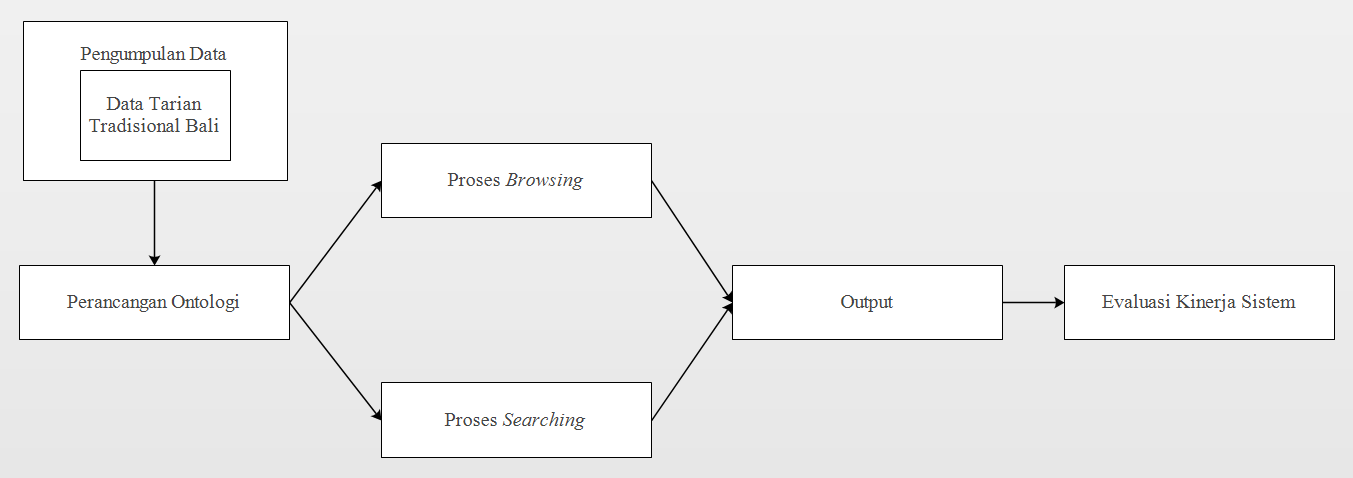 Pengumpulan Data
Data Tarian
Tradisional Bali
Perancangan Ontologi
Proses Browsing
Proses Searching
Output
Evaluasi Kinerja Sistem